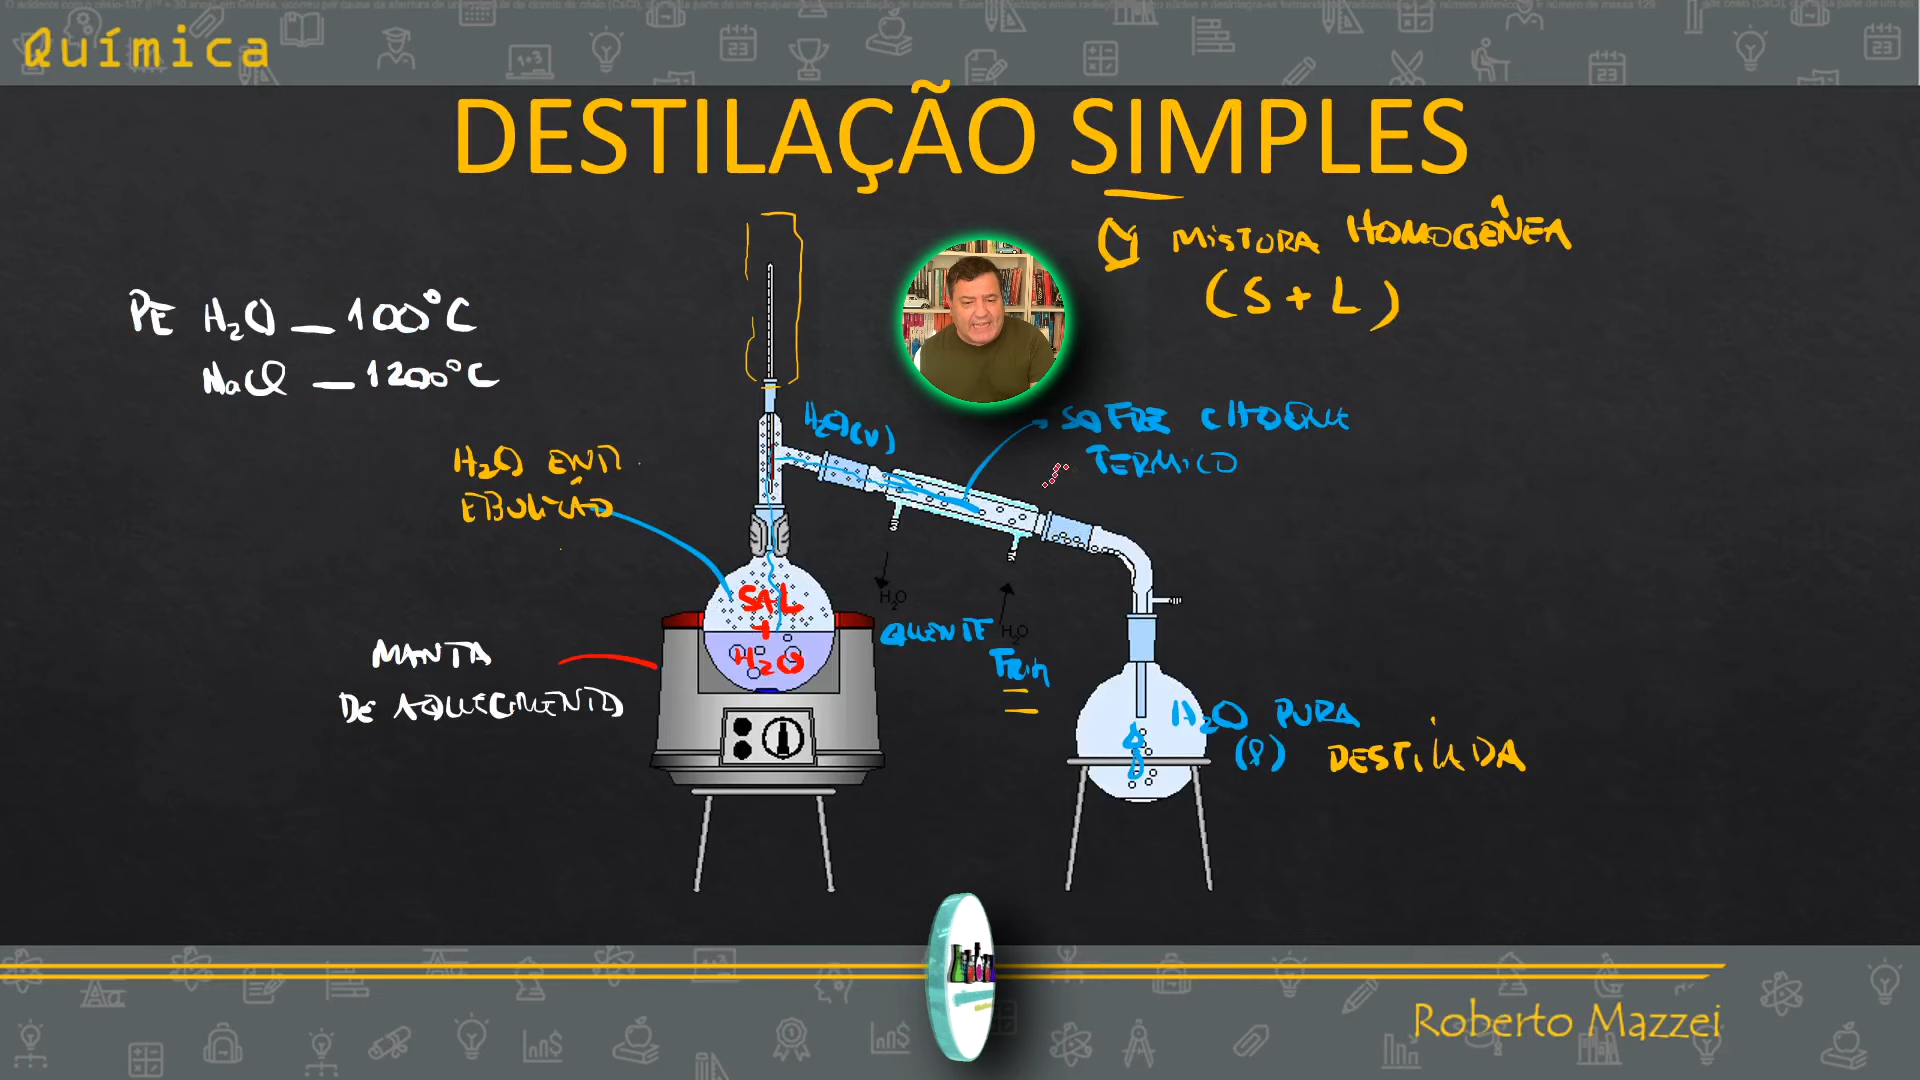 Química
DESTILAÇÃO SIMPLES
MISTURA HOMOGÊNEA
(S + L)
PE H₂O _ 100°C
NaCl _ 1200°C
H₂O(v)
SOFRE CHOQUE
TERMICO
H₂O EM
EBULIÇÃO
SAL
+
H₂O
H₂O
QUENTE
H₂O
FRIA
MANTA
DE AQUECIMENTO
H₂O PURA
(l) DESTILADA
Roberto Mazzei